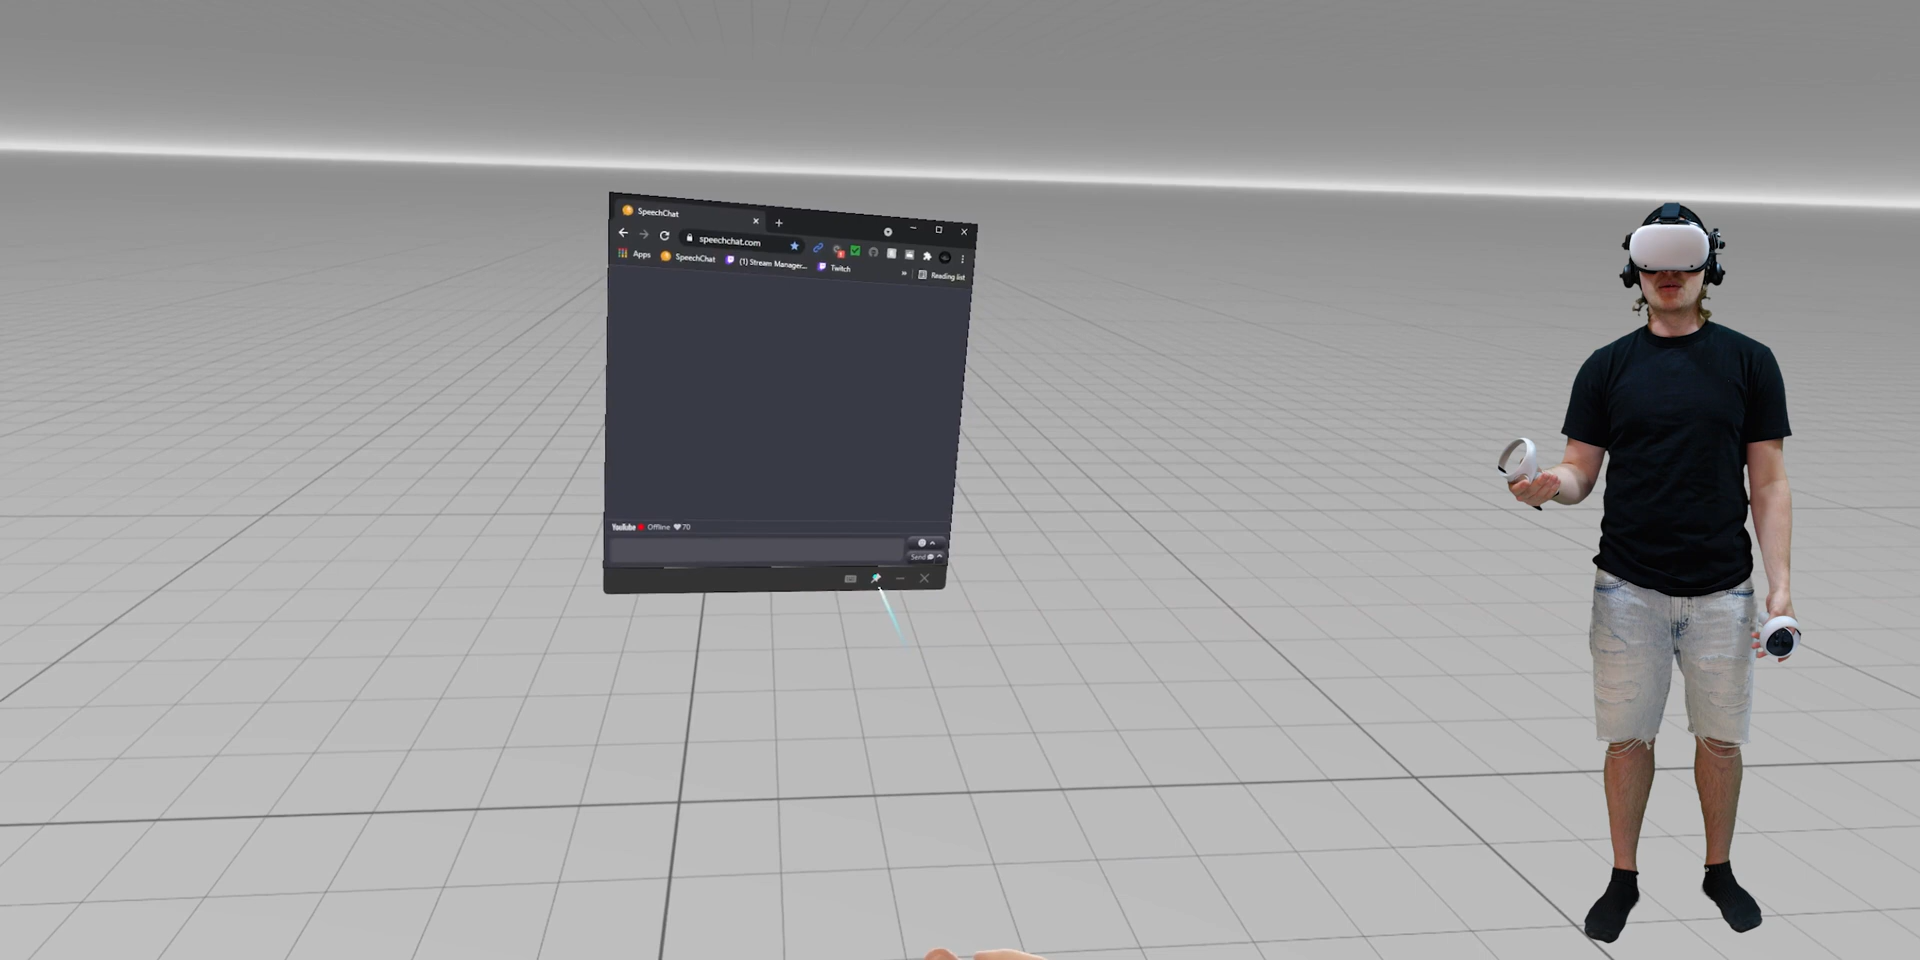 SpeechChat
speechchat.com
Apps SpeechChat (1) Stream Manager... Twitch » Reading list
YouTube Offline 70
Send